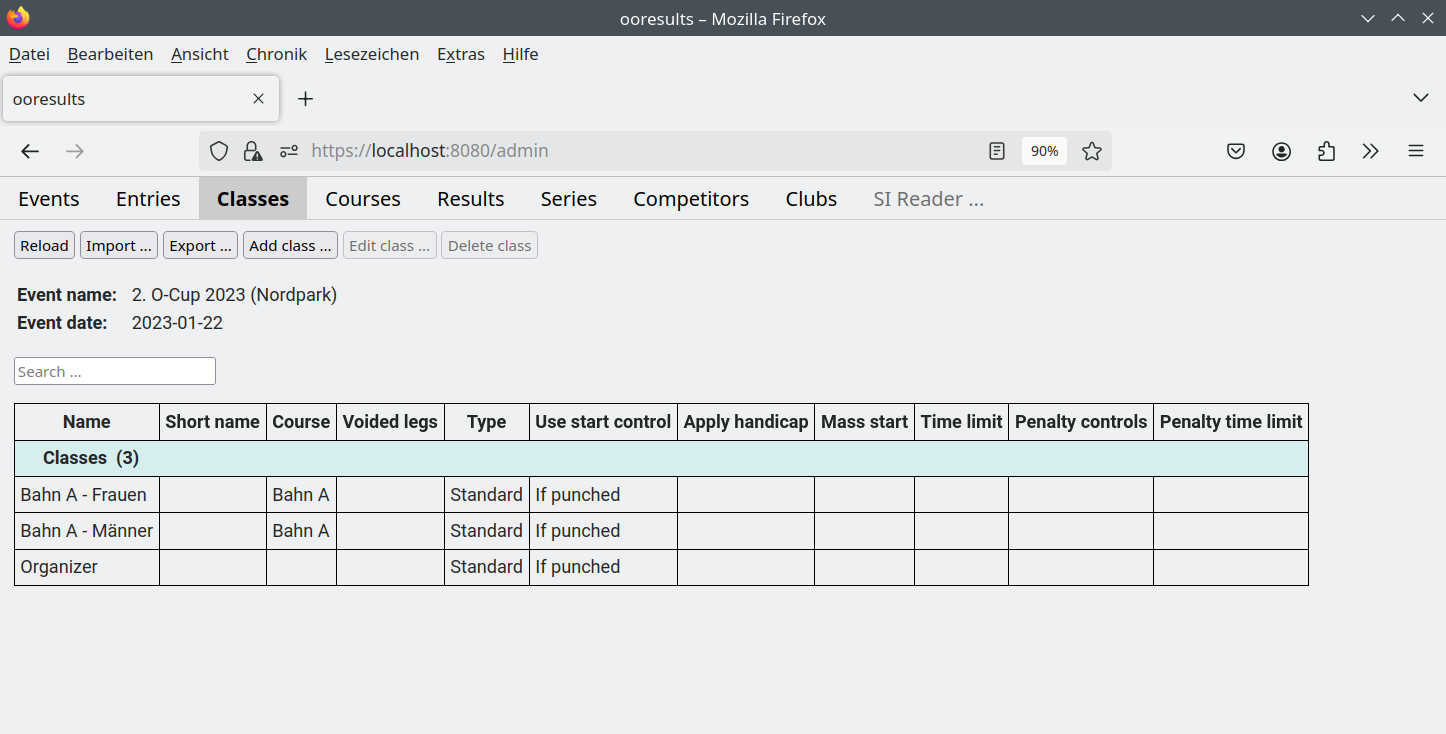 ooresults – Mozilla Firefox
Datei Bearbeiten Ansicht Chronik Lesezeichen Extras Hilfe
ooresults
https://localhost:8080/admin 90%
Events Entries Classes Courses Results Series Competitors Clubs SI Reader ...
Reload Import ... Export ... Add class ... Edit class ... Delete class
Event name: 2. O-Cup 2023 (Nordpark)
Event date: 2023-01-22
Search ...
Name Short name Course Voided legs Type Use start control Apply handicap Mass start Time limit Penalty controls Penalty time limit
Classes (3)
Bahn A - Frauen Bahn A Standard If punched
Bahn A - Männer Bahn A Standard If punched
Organizer Standard If punched